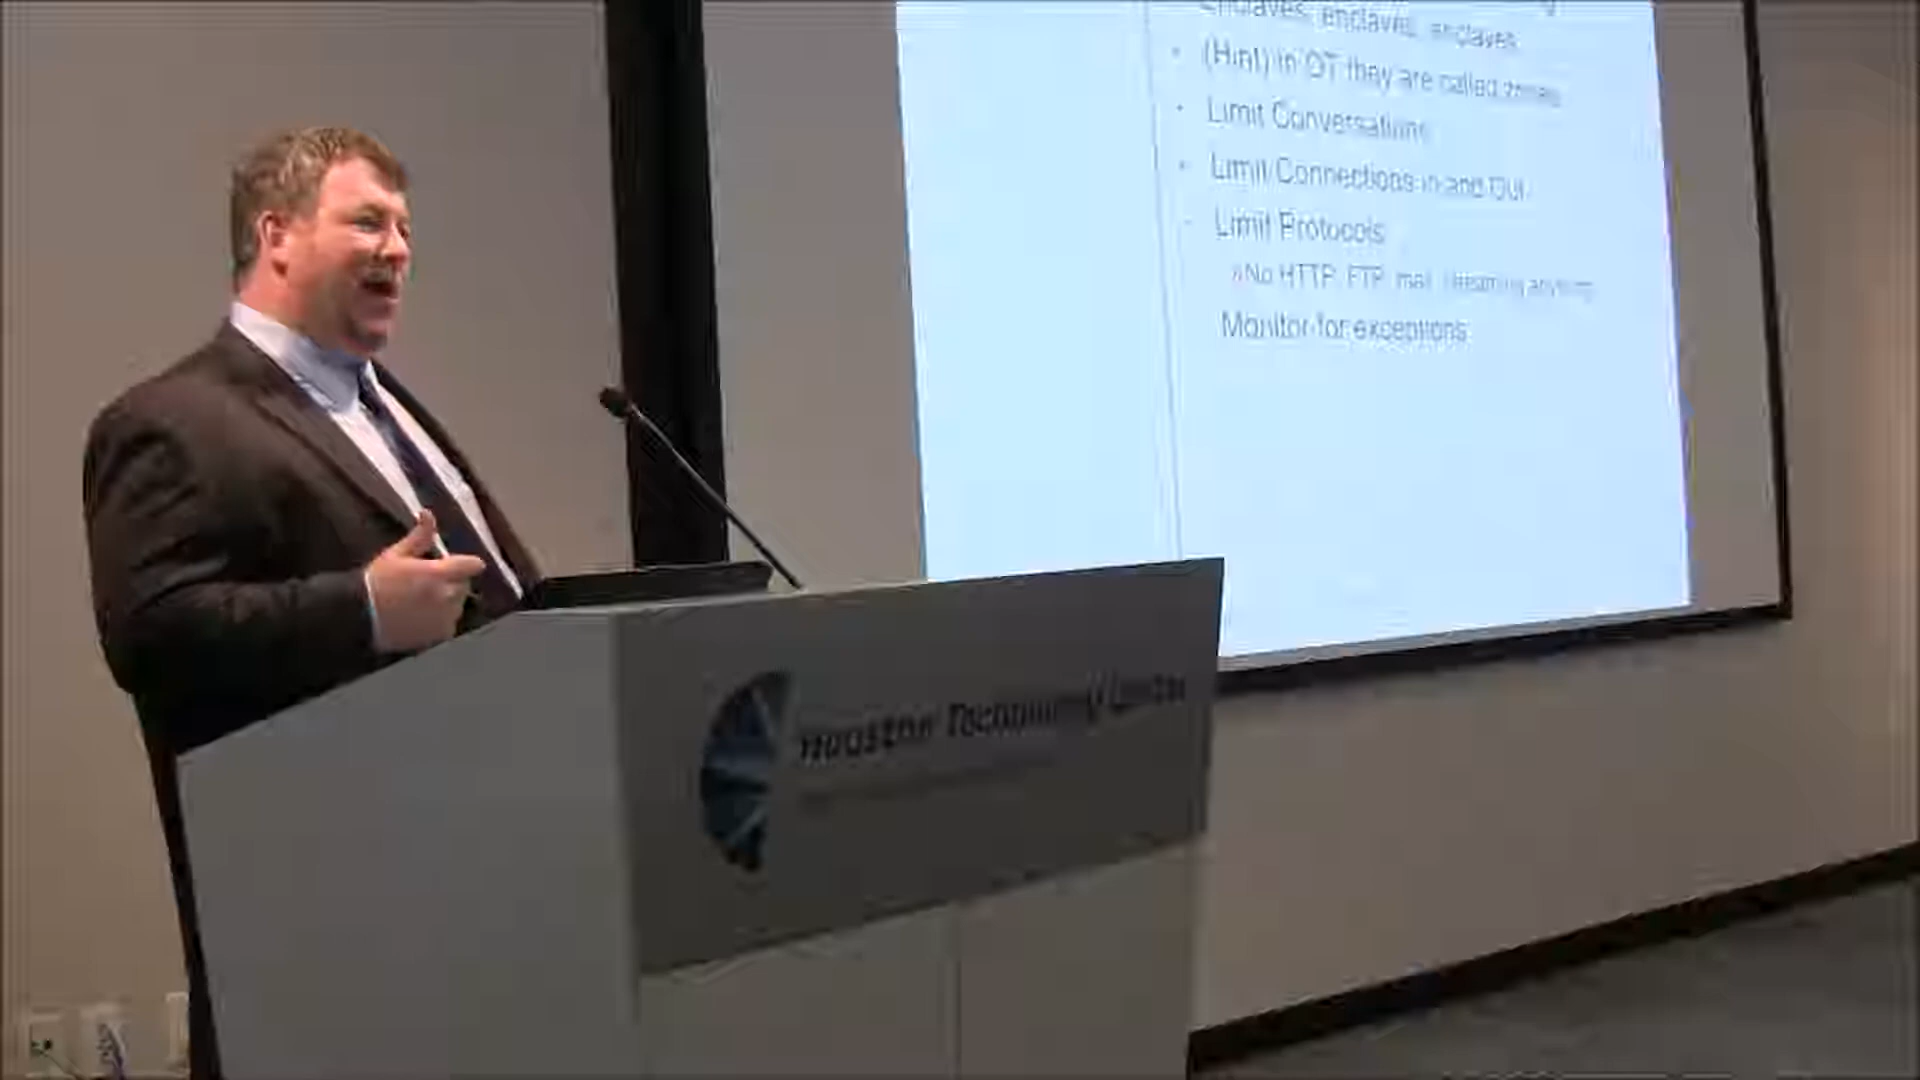 Enclaves, enclaves, enclaves
(Hint) in OT they are called zones
Limit Conversations
Limit Connections in and Out
Limit Protocols
»No HTTP, FTP, mail, streaming anything
Monitor for exceptions
Houston Technology Center